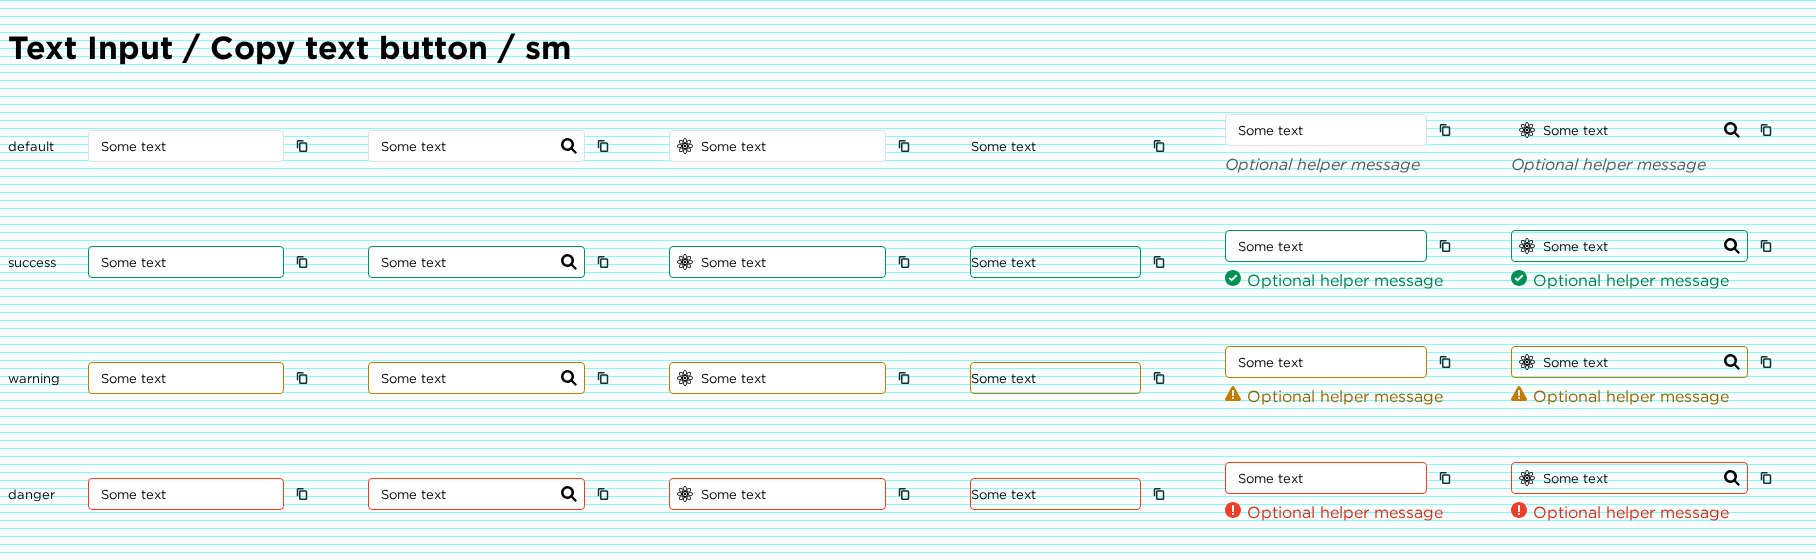 Text Input / Copy text button / sm
default Some text Some text Some text Some text Some text Some text
Optional helper message Optional helper message
success Some text Some text Some text Some text Some text Some text
Optional helper message Optional helper message
warning Some text Some text Some text Some text Some text Some text
Optional helper message Optional helper message
danger Some text Some text Some text Some text Some text Some text
Optional helper message Optional helper message